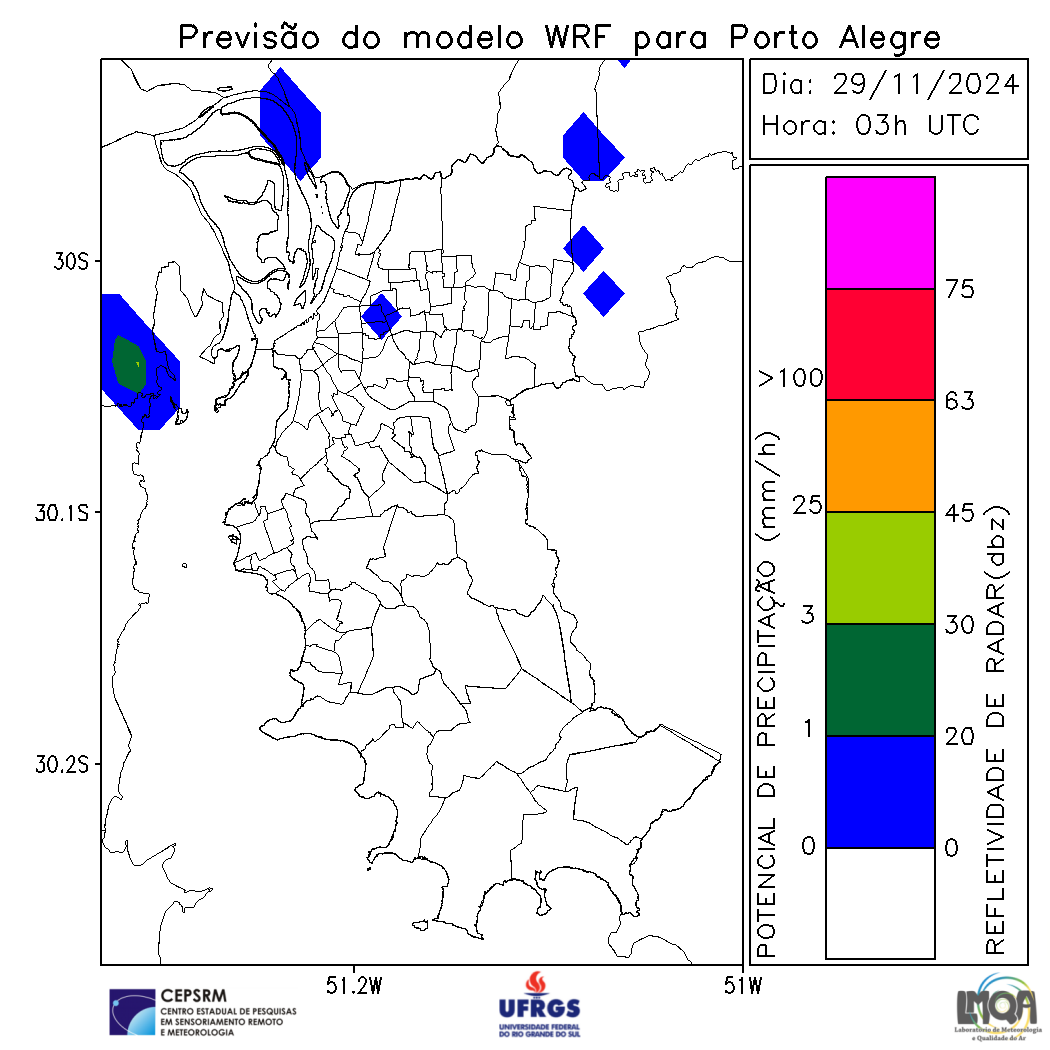 Previsão do modelo WRF para Porto Alegre
Dia: 29/11/2024
Hora: 03h UTC
30S
30.1S
30.2S
51.2W
51W
POTENCIAL DE PRECIPITAÇÃO (mm/h)
>100
25
3
1
0
75
63
45
30
20
0
REFLETIVIDADE DE RADAR(dbz)
CEPSRM
CENTRO ESTADUAL DE PESQUISAS
EM SENSORIAMENTO REMOTO
E METEOROLOGIA
UFRGS
UNIVERSIDADE FEDERAL
DO RIO GRANDE DO SUL
LMQA
Laboratório de Meteorologia
e Qualidade do Ar